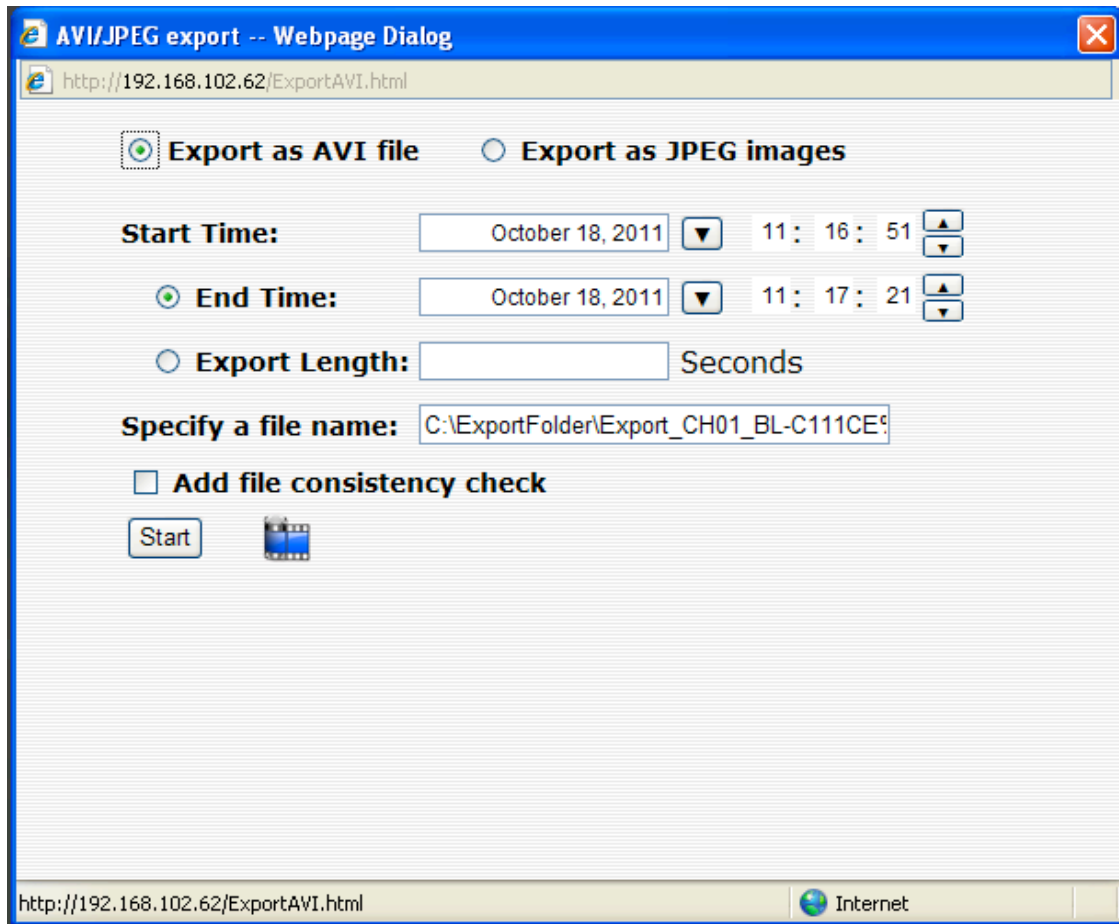 AVI/JPEG export -- Webpage Dialog
http://192.168.102.62/ExportAVI.html
Export as AVI file Export as JPEG images
Start Time: October 18, 2011 11: 16: 51
End Time: October 18, 2011 11: 17: 21
Export Length: Seconds
Specify a file name: C:\ExportFolder\Export_CH01_BL-C111CE%
Add file consistency check
Start
http://192.168.102.62/ExportAVI.html Internet